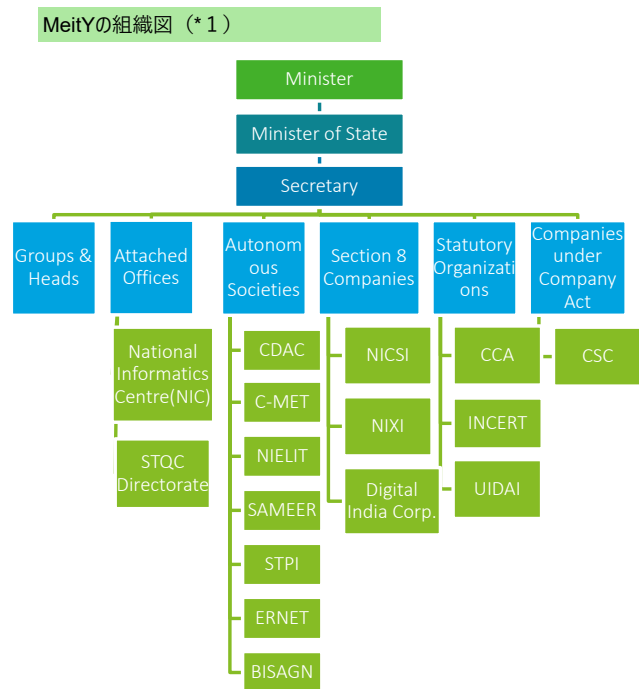 MeitYの組織図（*１）
Minister
Minister of State
Secretary
Groups &
Heads
Attached
Offices
Autonom
ous
Societies
Section 8
Companies
Statutory
Organizati
ons
Companies
under
Company
Act
National
Informatics
Centre(NIC)
STQC
Directorate
CDAC
C-MET
NIELIT
SAMEER
STPI
ERNET
BISAGN
NICSI
NIXI
Digital
India Corp.
CCA
INCERT
UIDAI
CSC